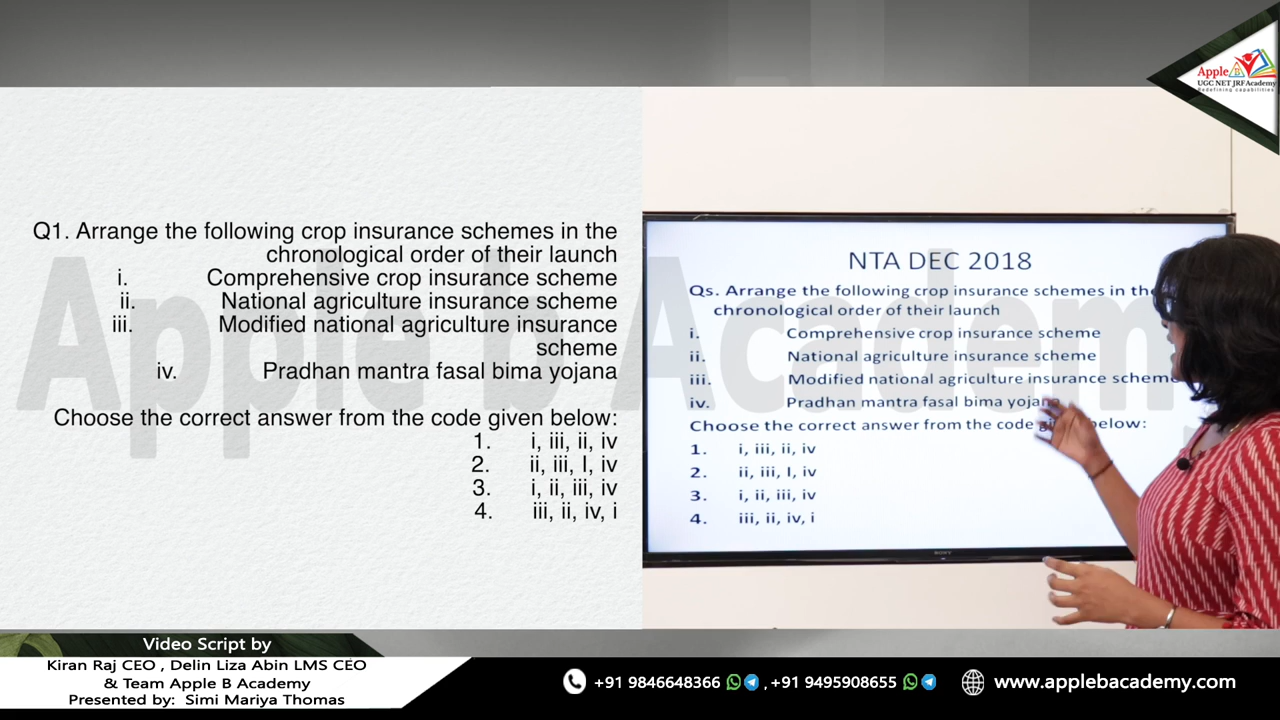 Apple B
UGC NET JRF Academy
Redefining capabilities
Q1. Arrange the following crop insurance schemes in the
chronological order of their launch
i. Comprehensive crop insurance scheme
ii. National agriculture insurance scheme
iii. Modified national agriculture insurance
scheme
iv. Pradhan mantra fasal bima yojana
Choose the correct answer from the code given below:
1. i, iii, ii, iv
2. ii, iii, I, iv
3. i, ii, iii, iv
4. iii, ii, iv, i
Apple b Academ
NTA DEC 2018
Qs. Arrange the following crop insurance schemes in the
chronological order of their launch
i. Comprehensive crop insurance scheme
ii. National agriculture insurance scheme
iii. Modified national agriculture insurance scheme
iv. Pradhan mantra fasal bima yojana
Choose the correct answer from the code given below:
1. i, iii, ii, iv
2. ii, iii, I, iv
3. i, ii, iii, iv
4. iii, ii, iv, i
SONY
Video Script by
Kiran Raj CEO , Delin Liza Abin LMS CEO
& Team Apple B Academy
Presented by: Simi Mariya Thomas
+91 9846648366 , +91 9495908655
www.applebacademy.com